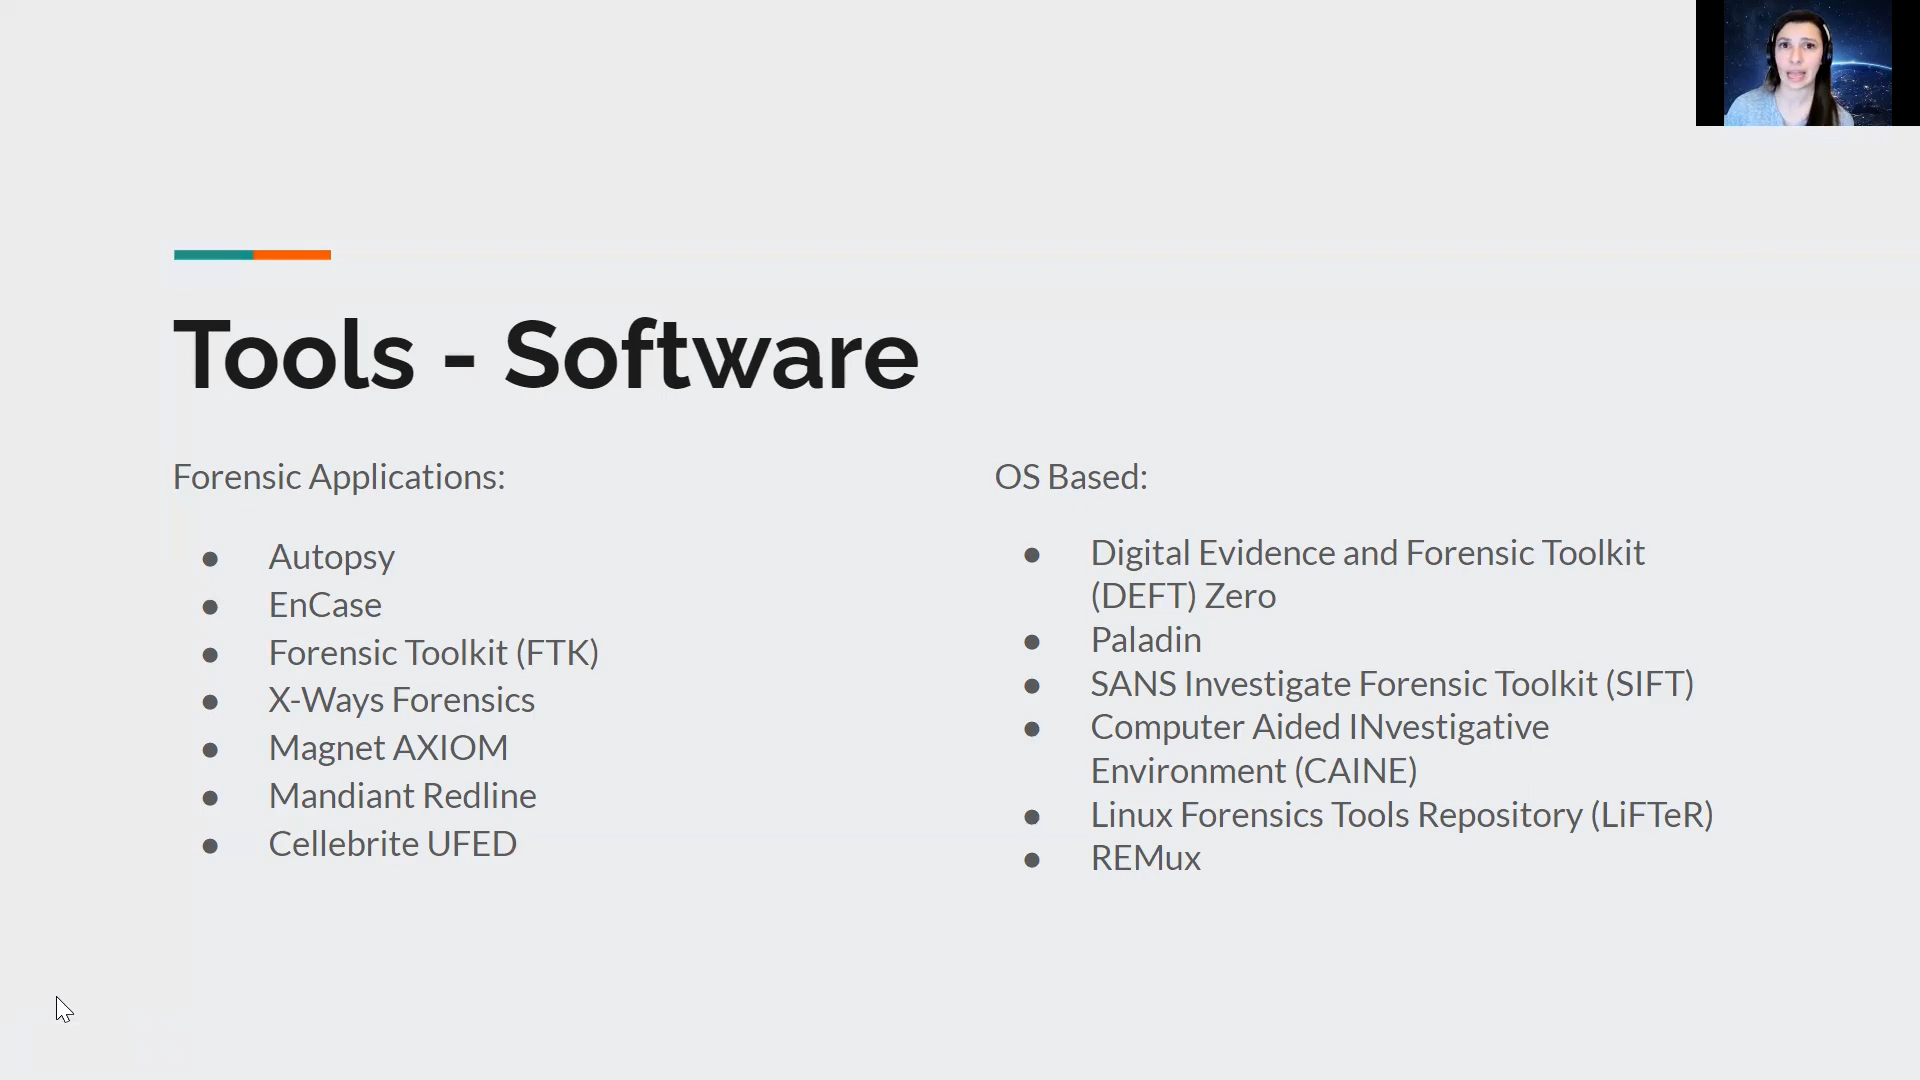 Tools - Software
Forensic Applications:
● Autopsy
● EnCase
● Forensic Toolkit (FTK)
● X-Ways Forensics
● Magnet AXIOM
● Mandiant Redline
● Cellebrite UFED
OS Based:
● Digital Evidence and Forensic Toolkit
(DEFT) Zero
● Paladin
● SANS Investigate Forensic Toolkit (SIFT)
● Computer Aided INvestigative
Environment (CAINE)
● Linux Forensics Tools Repository (LiFTeR)
● REMux